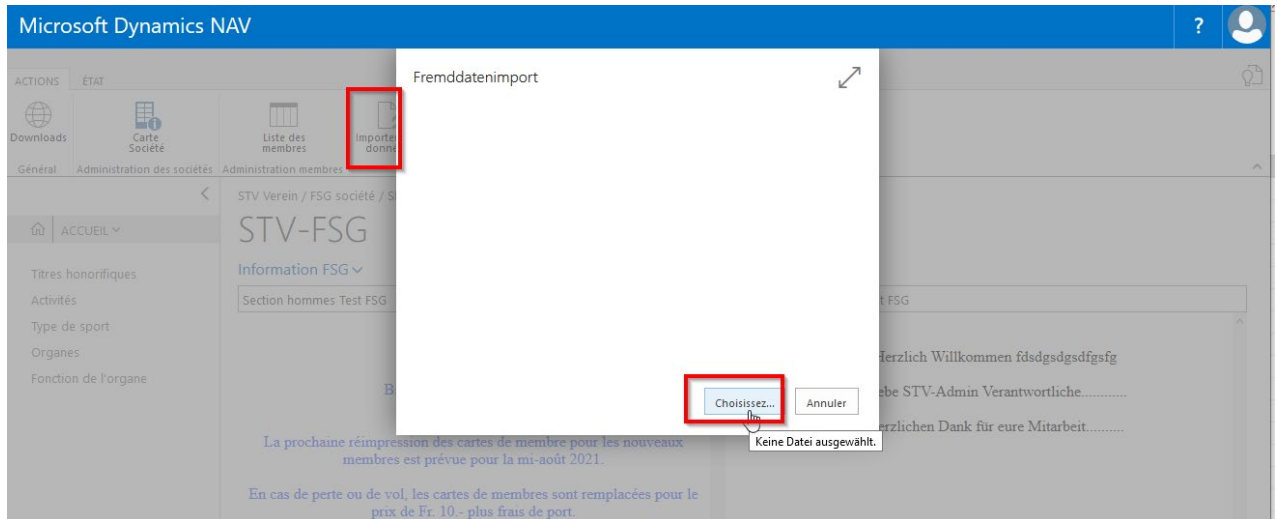 Microsoft Dynamics NAV
?
ACTIONS ÉTAT
Downloads
Carte
Société
Liste des
membres
Importe
donné
Général Administration des sociétés Administration membres
STV Verein / FSG société / S
ACCUEIL
STV-FSG
Information FSG
Section hommes Test FSG
t FSG
Titres honorifiques
Activités
Type de sport
Organes
Fonction de l'organe
Fremddatenimport
Choisissez...
Annuler
Keine Datei ausgewählt.
B
La prochaine réimpression des cartes de membre pour les nouveaux
membres est prévue pour la mi-août 2021.
En cas de perte ou de vol, les cartes de membres sont remplacées pour le
prix de Fr. 10.- plus frais de port.
Herzlich Willkommen fdsdgsdgsdfgsfg
ebe STV-Admin Verantwortliche............
erzlichen Dank für eure Mitarbeit..........